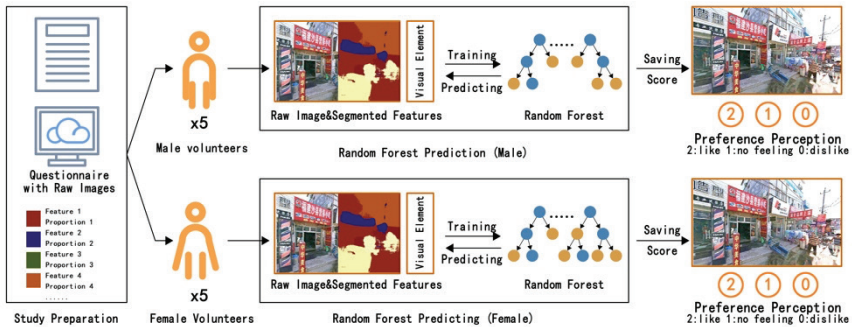 Questionnaire
with Raw Images
Feature 1
Proportion 1
Feature 2
Proportion 2
Feature 3
Proportion 3
Feature 4
Proportion 4
......
Study Preparation
x5
Male volunteers
Raw Image&Segmented Features
Visual Element
Training
Predicting
Random Forest
Random Forest Prediction (Male)
Saving
Score
2 1 0
Preference Perception
2:like 1:no feeling 0:dislike
x5
Female Volunteers
Raw Image&Segmented Features
Visual Element
Training
Predicting
Random Forest
Random Forest Predicting (Female)
Saving
Score
2 1 0
Preference Perception
2:like 1:no feeling 0:dislike